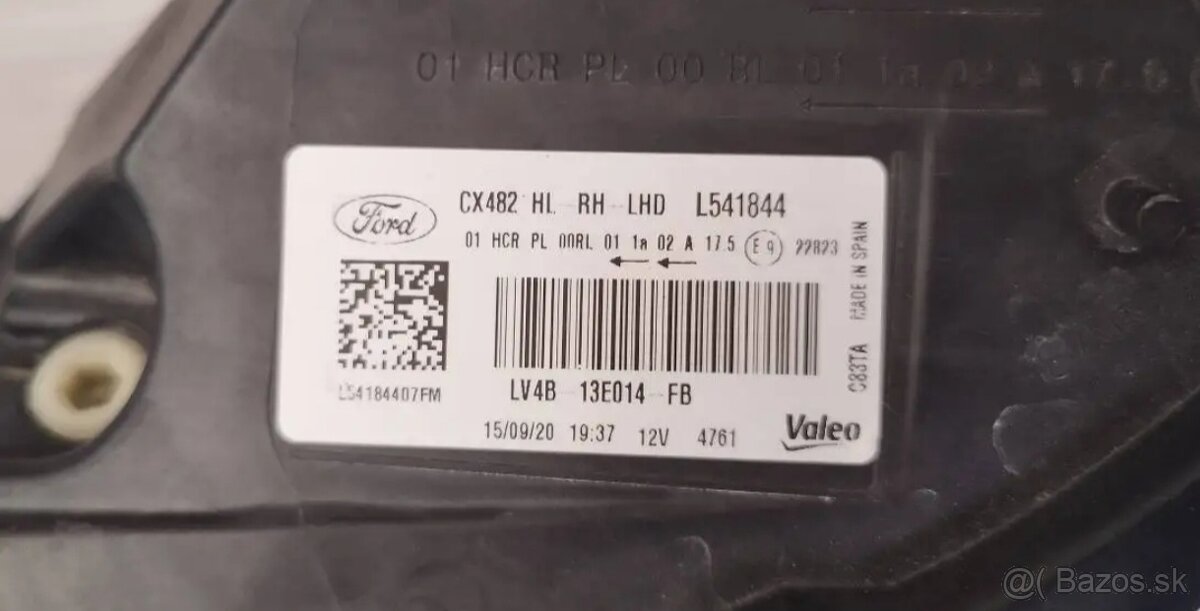 01 HCR PL 00 RL 01 1a 02 A 17.5
Ford
CX482 HL RH LHD L541844
01 HCR PL 00RL 01 1a 02 A 17.5 E9 22823
L54184407FM
LV4B-13E014-FB
15/09/20 19:37 12V 4761
Valeo
C83TA MADE IN SPAIN
@( Bazos.sk